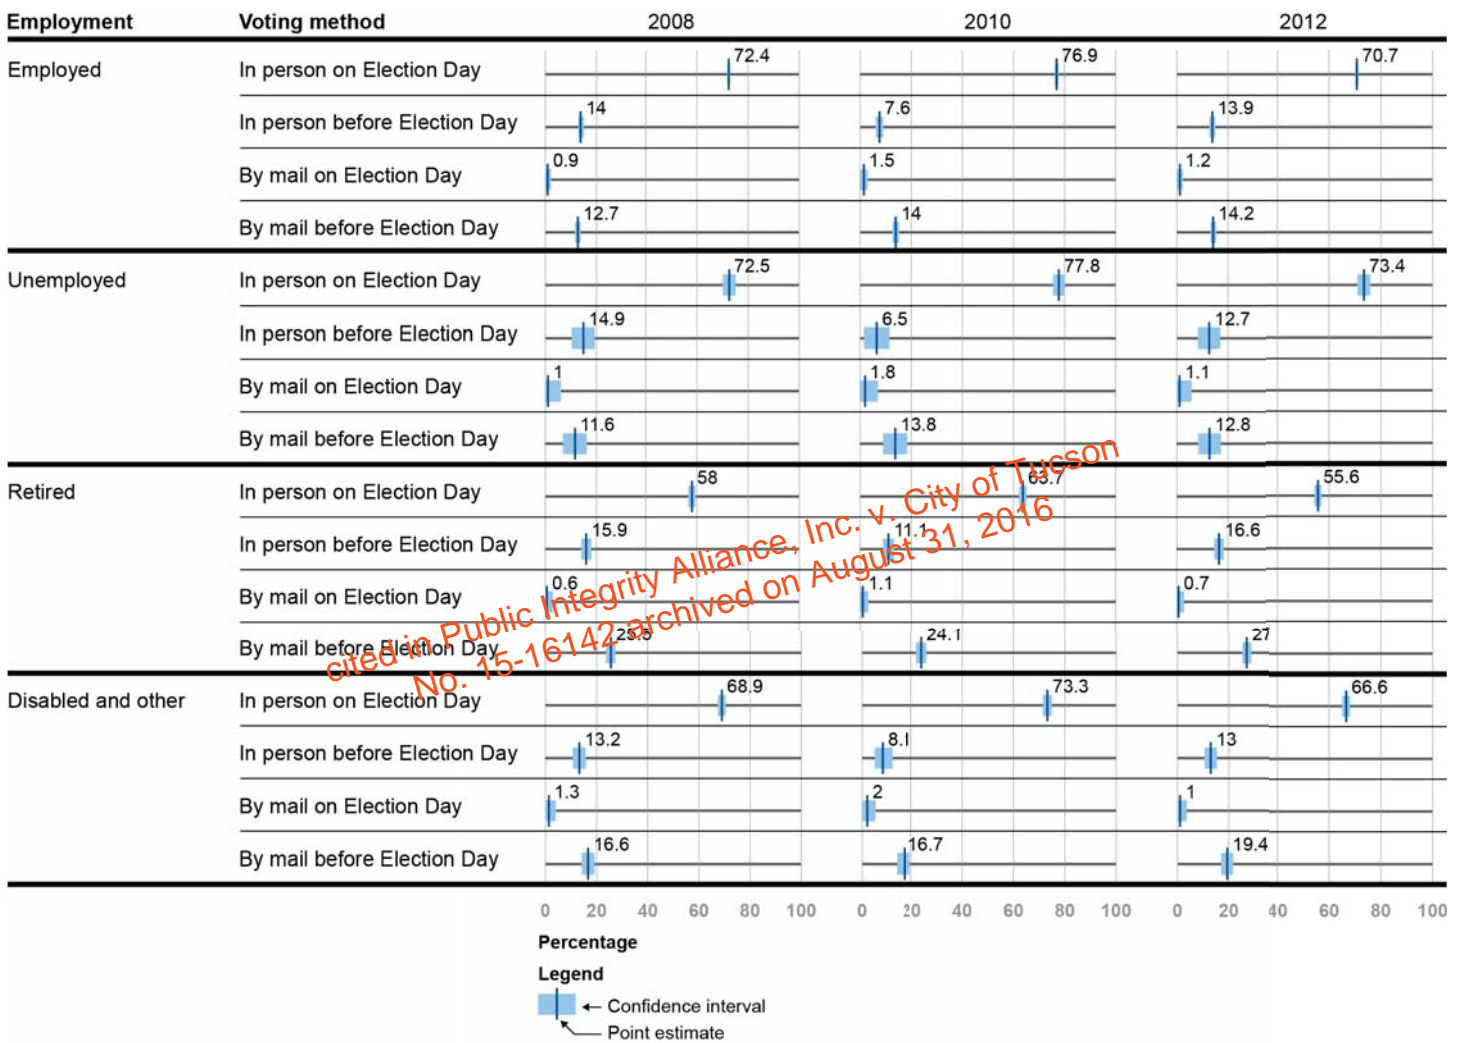 Employment Voting method 2008 2010 2012
Employed In person on Election Day 72.4 76.9 70.7
In person before Election Day 14 7.6 13.9
By mail on Election Day 0.9 1.5 1.2
By mail before Election Day 12.7 14 14.2
Unemployed In person on Election Day 72.5 77.8 73.4
In person before Election Day 14.9 6.5 12.7
By mail on Election Day 1 1.8 1.1
By mail before Election Day 11.6 13.8 12.8
Retired In person on Election Day 58 63.7 55.6
In person before Election Day 15.9 11.1 16.6
By mail on Election Day 0.6 1.1 0.7
By mail before Election Day 25.5 24.1 27
Disabled and other In person on Election Day 68.9 73.3 66.6
In person before Election Day 13.2 8.1 13
By mail on Election Day 1.3 2 1
By mail before Election Day 16.6 16.7 19.4
0 20 40 60 80 100 0 20 40 60 80 100 0 20 40 60 80 100
Percentage
Legend
Confidence interval
Point estimate
cited in Public Integrity Alliance, Inc. v. City of Tucson
No. 15-16142 archived on August 31, 2016